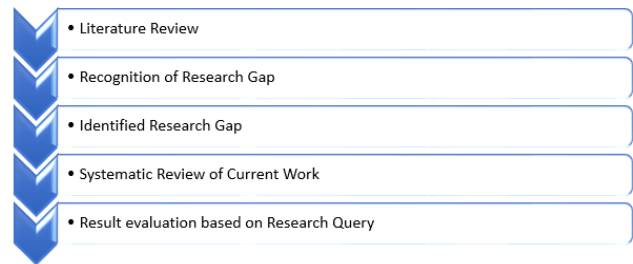 • Literature Review
• Recognition of Research Gap
• Identified Research Gap
• Systematic Review of Current Work
• Result evaluation based on Research Query